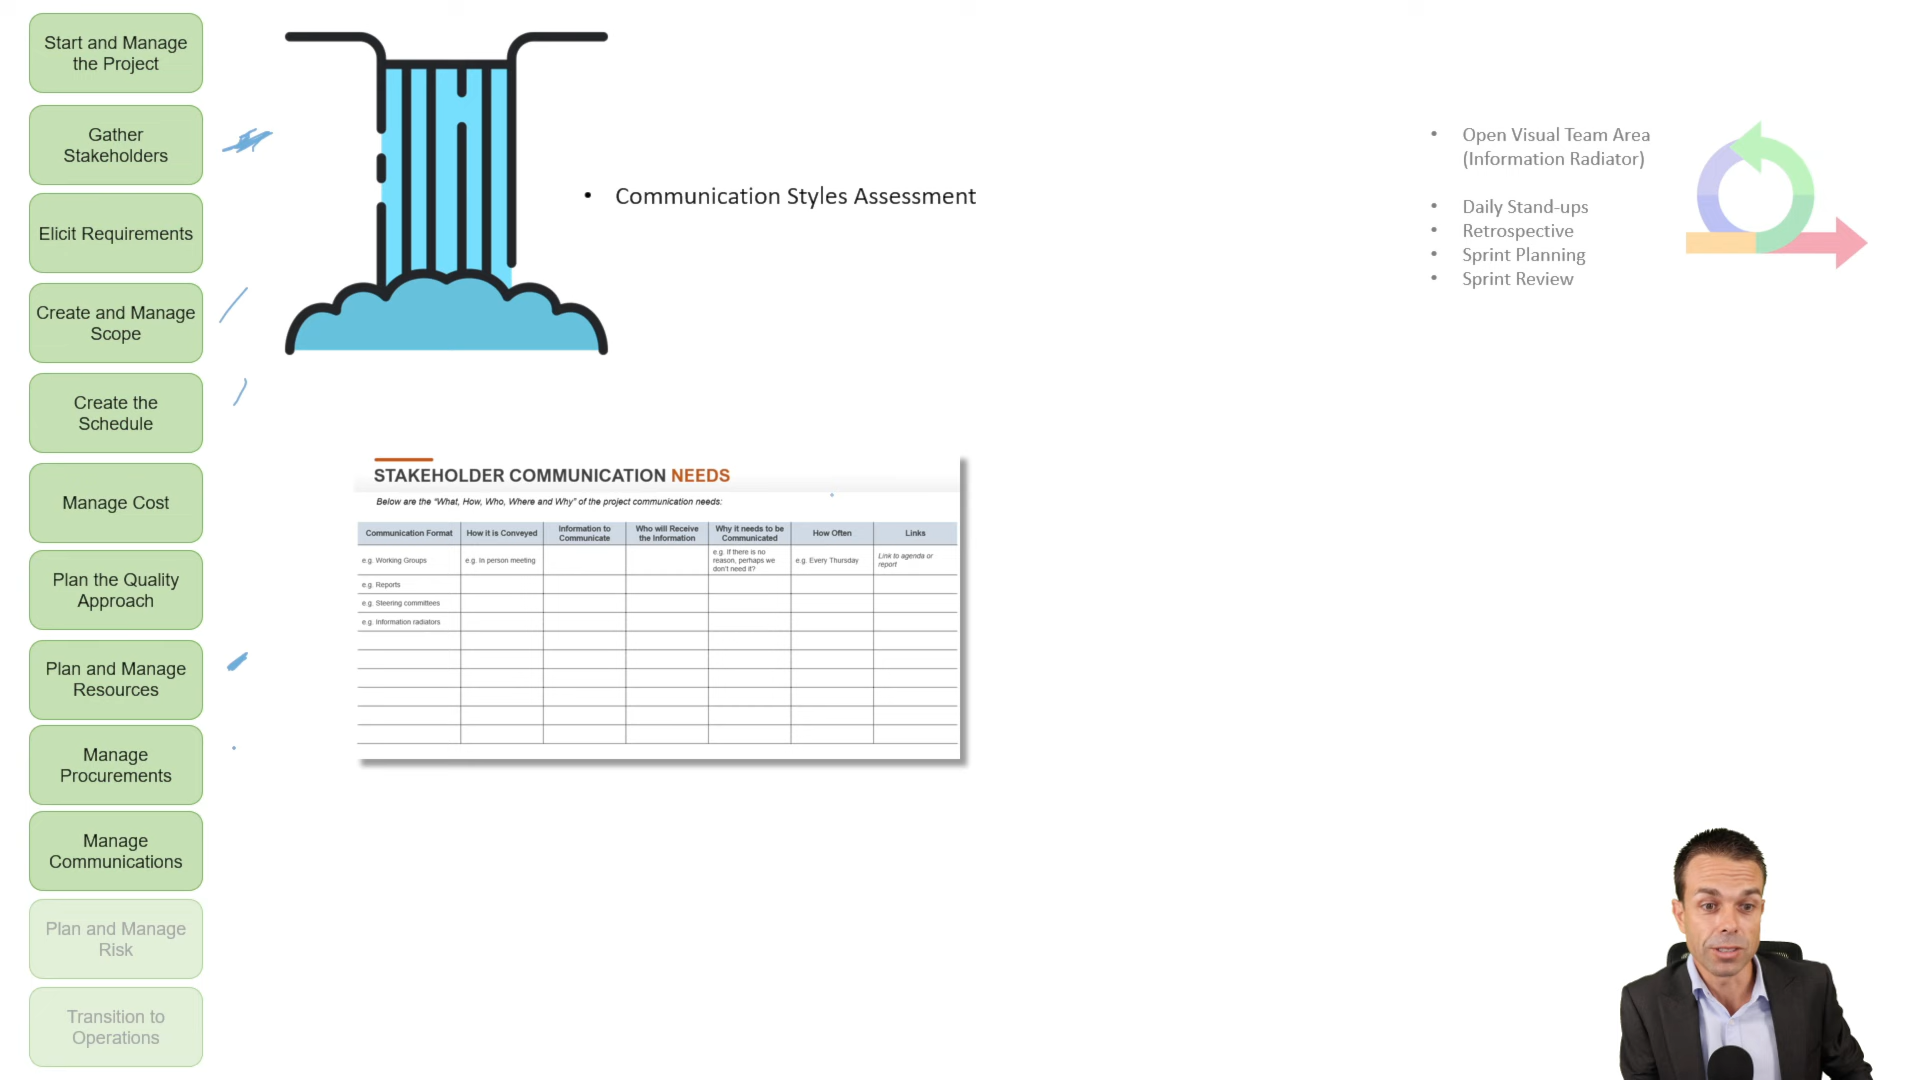 Start and Manage
the Project
Gather
Stakeholders
Elicit Requirements
Create and Manage
Scope
Create the
Schedule
Manage Cost
Plan the Quality
Approach
Plan and Manage
Resources
Manage
Procurements
Manage
Communications
Plan and Manage
Risk
Transition to
Operations
• Communication Styles Assessment
STAKEHOLDER COMMUNICATION NEEDS
Below are the "What, How, Who, Where and Why" of the project communication needs:
Communication Format
How it is Conveyed
Information to
Communicate
Who will Receive
the Information
Why it needs to be
Communicated
How Often
Links
e.g. Working Groups
e.g. In person meeting
e.g. If there is no
reason, perhaps we
don't need it?
e.g. Every Thursday
Link to agenda or
report
e.g. Reports
e.g. Steering committees
e.g. Information radiators
• Open Visual Team Area
(Information Radiator)
• Daily Stand-ups
• Retrospective
• Sprint Planning
• Sprint Review